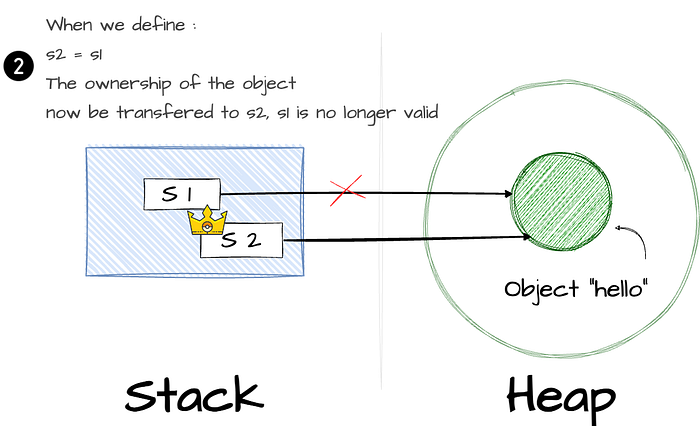 When we define :
2
s2 = s1
The ownership of the object
now be transfered to s2, s1 is no longer valid
S 1
S 2
Object "hello"
Stack
Heap